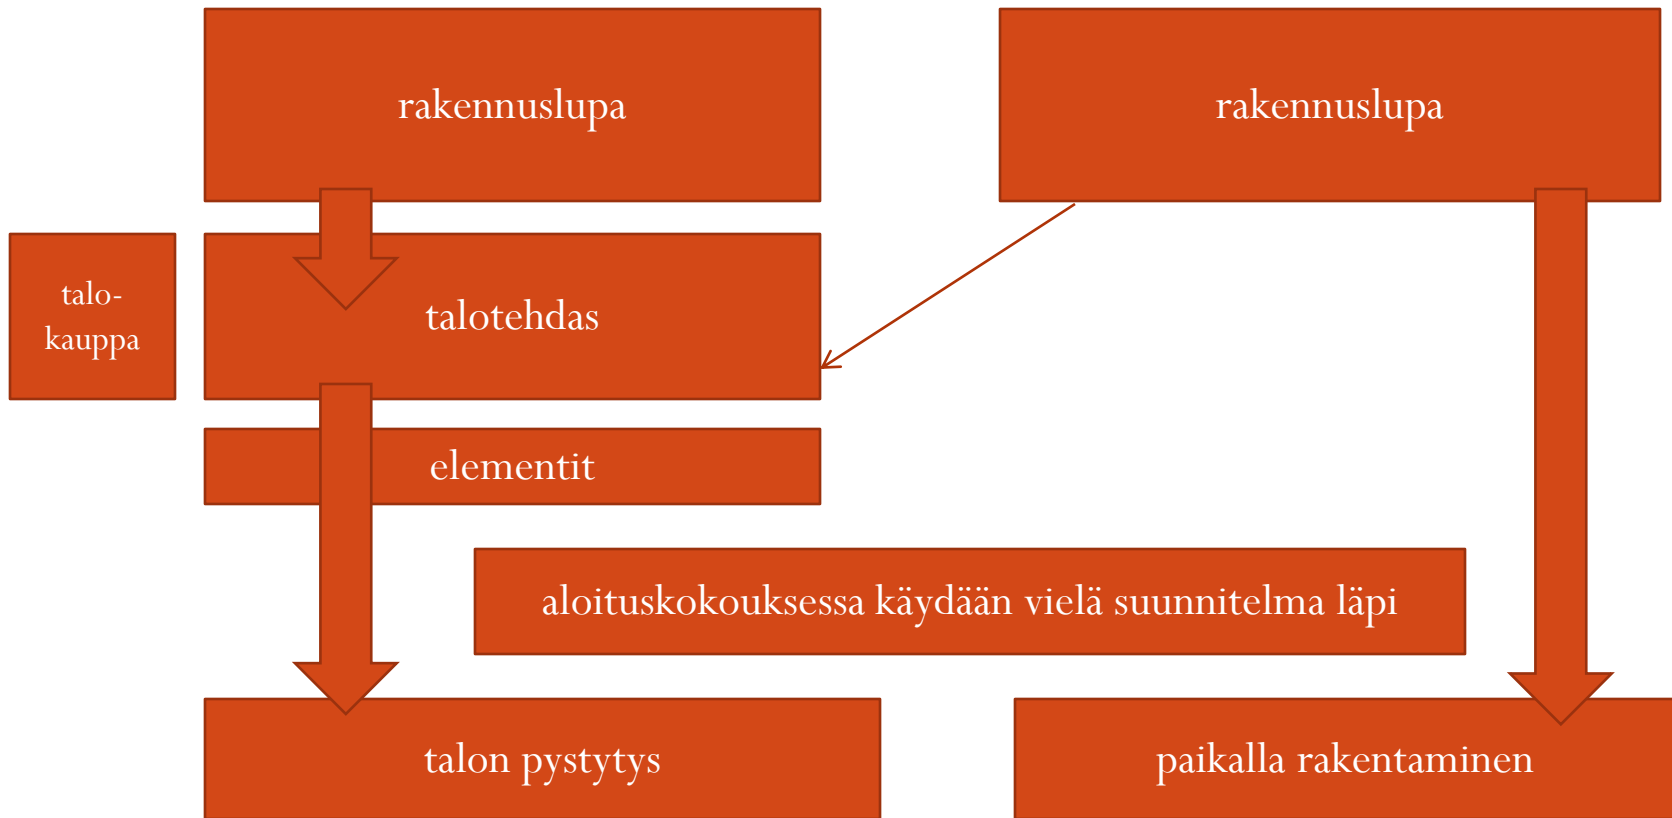 rakennuslupa
rakennuslupa
talo-
kauppa
talotehdas
elementit
aloituskokouksessa käydään vielä suunnitelma läpi
talon pystytys
paikalla rakentaminen